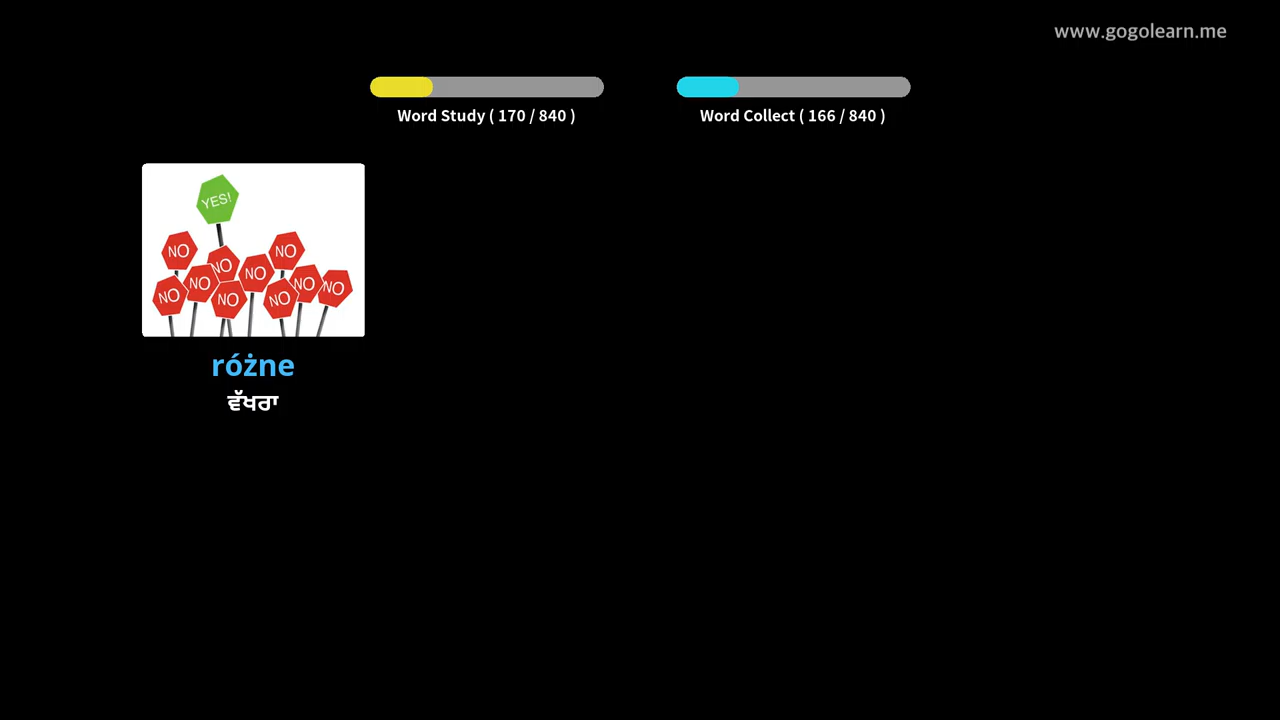 www.gogolearn.me
Word Study ( 170 / 840 )
Word Collect ( 166 / 840 )
YES!
NO
NO
NO
NO
NO
NO
NO
NO
NO
NO
różne
ਵੱਖਰਾ